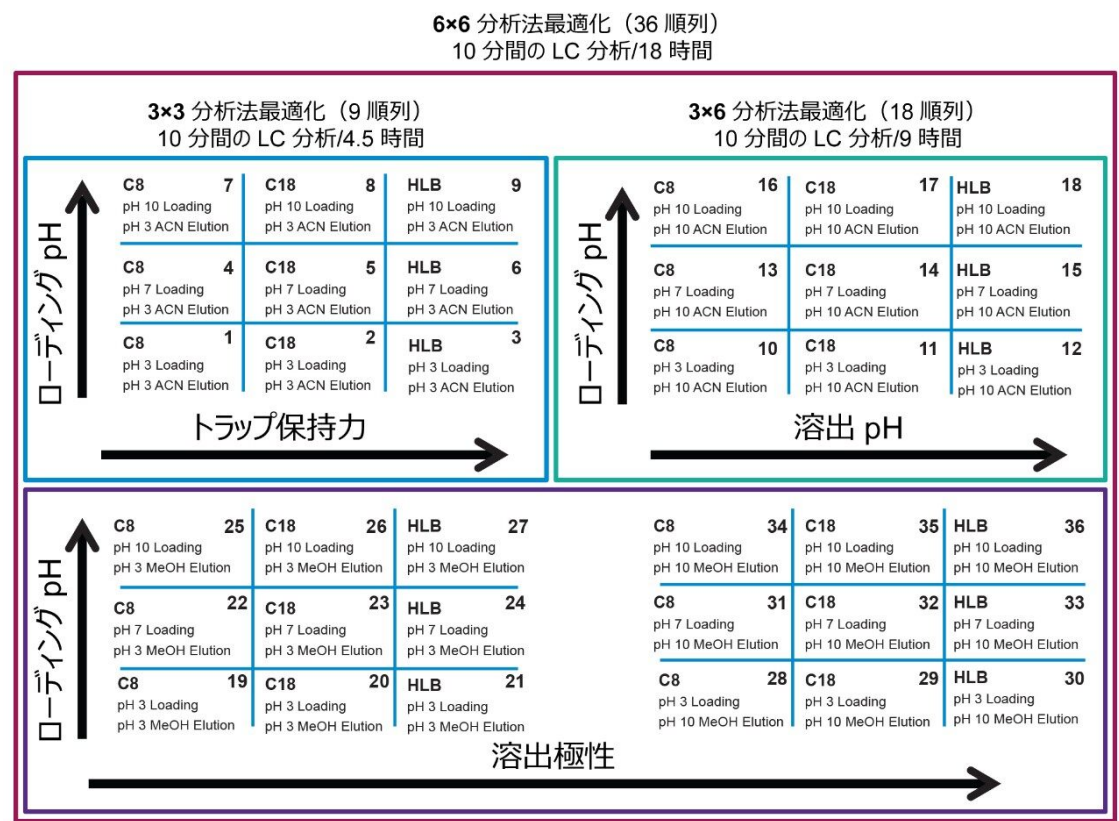 6×6 分析法最適化（36 順列）
10 分間の LC 分析/18 時間
3×3 分析法最適化（9 順列）
10 分間の LC 分析/4.5 時間
ローディング pH
C8 7
pH 10 Loading
pH 3 ACN Elution
C18 8
pH 10 Loading
pH 3 ACN Elution
HLB 9
pH 10 Loading
pH 3 ACN Elution
C8 4
pH 7 Loading
pH 3 ACN Elution
C18 5
pH 7 Loading
pH 3 ACN Elution
HLB 6
pH 7 Loading
pH 3 ACN Elution
C8 1
pH 3 Loading
pH 3 ACN Elution
C18 2
pH 3 Loading
pH 3 ACN Elution
HLB 3
pH 3 Loading
pH 3 ACN Elution
トラップ保持力
3×6 分析法最適化（18 順列）
10 分間の LC 分析/9 時間
ローディング pH
C8 16
pH 10 Loading
pH 10 ACN Elution
C18 17
pH 10 Loading
pH 10 ACN Elution
HLB 18
pH 10 Loading
pH 10 ACN Elution
C8 13
pH 7 Loading
pH 10 ACN Elution
C18 14
pH 7 Loading
pH 10 ACN Elution
HLB 15
pH 7 Loading
pH 10 ACN Elution
C8 10
pH 3 Loading
pH 10 ACN Elution
C18 11
pH 3 Loading
pH 10 ACN Elution
HLB 12
pH 3 Loading
pH 10 ACN Elution
溶出 pH
ローディング pH
C8 25
pH 10 Loading
pH 3 MeOH Elution
C18 26
pH 10 Loading
pH 3 MeOH Elution
HLB 27
pH 10 Loading
pH 3 MeOH Elution
C8 22
pH 7 Loading
pH 3 MeOH Elution
C18 23
pH 7 Loading
pH 3 MeOH Elution
HLB 24
pH 7 Loading
pH 3 MeOH Elution
C8 19
pH 3 Loading
pH 3 MeOH Elution
C18 20
pH 3 Loading
pH 3 MeOH Elution
HLB 21
pH 3 Loading
pH 3 MeOH Elution
C8 34
pH 10 Loading
pH 10 MeOH Elution
C18 35
pH 10 Loading
pH 10 MeOH Elution
HLB 36
pH 10 Loading
pH 10 MeOH Elution
C8 31
pH 7 Loading
pH 10 MeOH Elution
C18 32
pH 7 Loading
pH 10 MeOH Elution
HLB 33
pH 7 Loading
pH 10 MeOH Elution
C8 28
pH 3 Loading
pH 10 MeOH Elution
C18 29
pH 3 Loading
pH 10 MeOH Elution
HLB 30
pH 3 Loading
pH 10 MeOH Elution
溶出極性